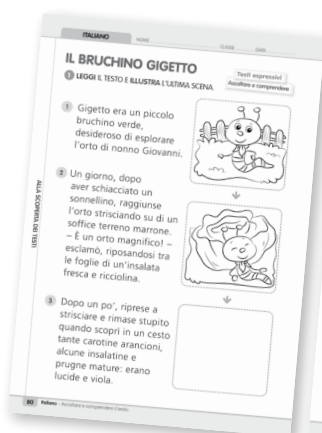 ITALIANO
NOME
CLASSE
DATA
IL BRUCHINO GIGETTO
1 LEGGI IL TESTO E ILLUSTRA L'ULTIMA SCENA.
Testi espressivi
Ascoltare e comprendere
1 Gigetto era un piccolo
bruchino verde,
desideroso di esplorare
l'orto di nonno Giovanni.
2 Un giorno, dopo
aver schiacciato un
sonnellino, raggiunse
l'orto strisciando su di un
soffice terreno marrone.
– È un orto magnifico! –
esclamò, riposandosi tra
le foglie di un'insalata
fresca e ricciolina.
3 Dopo un po', riprese a
strisciare e rimase stupito
quando scoprì in un cesto
tante carotine arancioni,
alcune insalatine e
prugne mature: erano
lucide e viola.
ALLA SCOPERTA DEI TESTI
80 Italiano - Ascoltare e comprendere il testo.